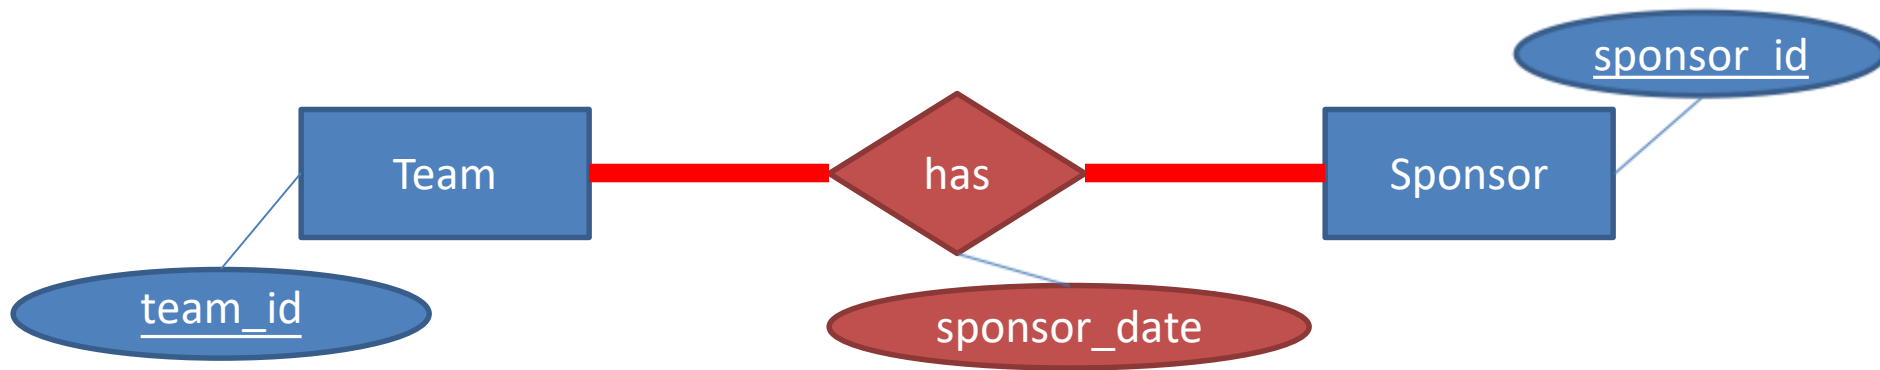 sponsor_id
Team
has
Sponsor
team_id
sponsor_date